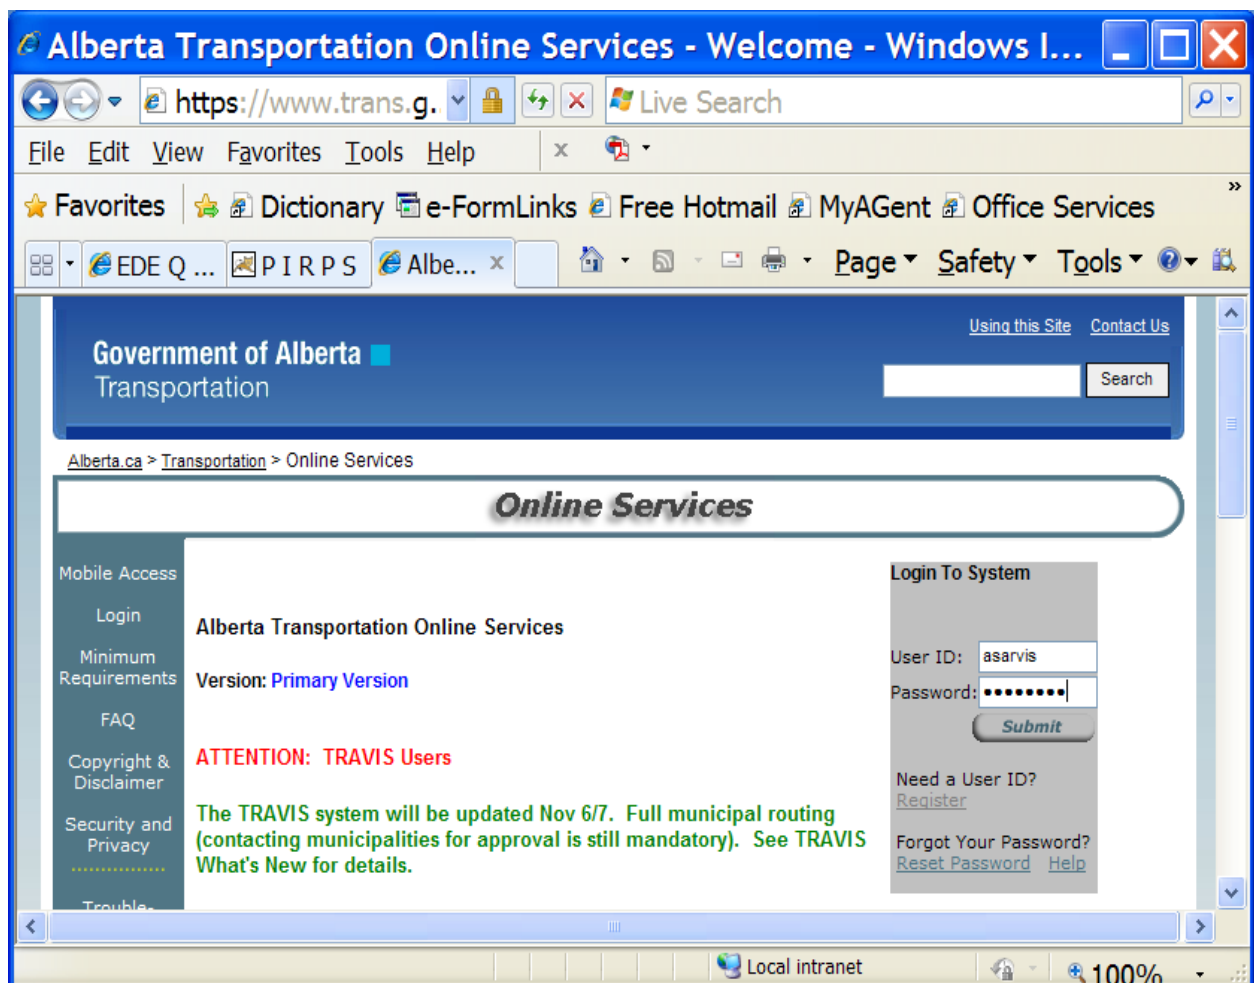 Alberta Transportation Online Services - Welcome - Windows I...
https://www.trans.g..
Live Search
File Edit View Favorites Tools Help x
Favorites Dictionary e-FormLinks Free Hotmail MyAGent Office Services »
EDE Q ... P I R P S Albe... x Page Safety Tools
Using this Site Contact Us
Government of Alberta
Transportation
Search
Alberta.ca > Transportation > Online Services
Online Services
Mobile Access
Login
Minimum
Requirements
FAQ
Copyright &
Disclaimer
Security and
Privacy
Trouble-
Alberta Transportation Online Services
Version: Primary Version
ATTENTION: TRAVIS Users
The TRAVIS system will be updated Nov 6/7. Full municipal routing
(contacting municipalities for approval is still mandatory). See TRAVIS
What's New for details.
Login To System
User ID: asarvis
Password: ••••••••
Submit
Need a User ID?
Register
Forgot Your Password?
Reset Password Help
Local intranet 100%